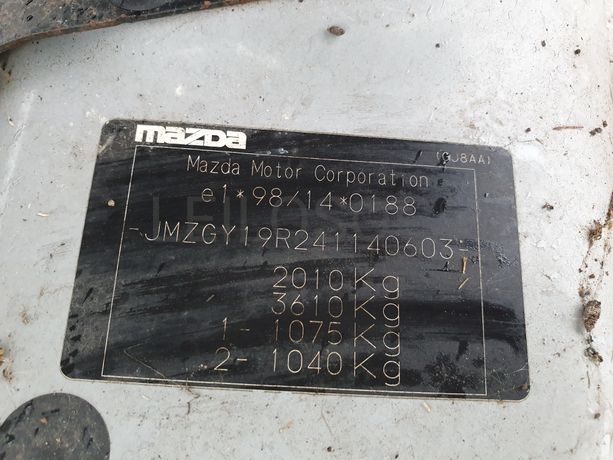 mazda
(GJ8AA)
Mazda Motor Corporation
e1*98/14*0188
-JMZGY19R241140603-
2010 Kg
3610 Kg
1- 1075 Kg
2- 1040 Kg